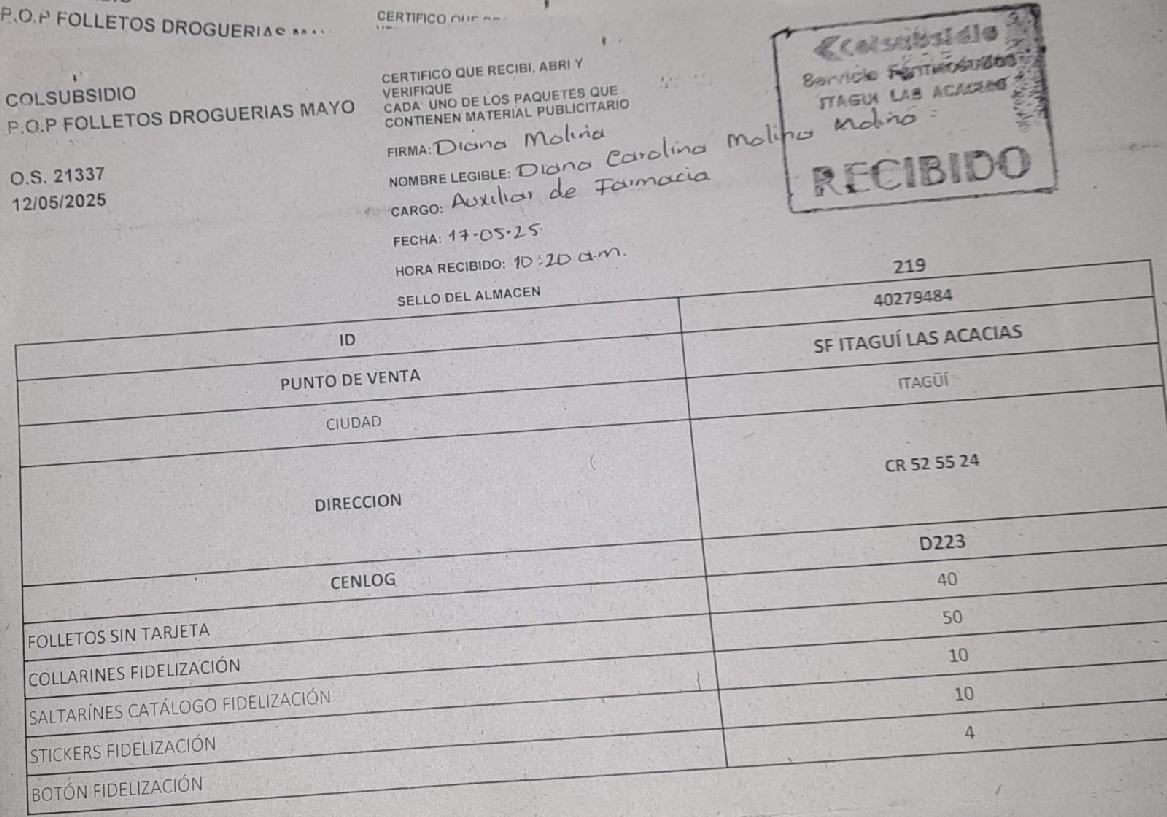 P.O.P FOLLETOS DROGUERIAS
CERTIFICO QUE
COLSUBSIDIO
P.O.P FOLLETOS DROGUERIAS MAYO
O.S. 21337
12/05/2025
CERTIFICO QUE RECIBI, ABRI Y
VERIFIQUE
CADA UNO DE LOS PAQUETES QUE
CONTIENEN MATERIAL PUBLICITARIO
FIRMA: Diana Molina
NOMBRE LEGIBLE: Diana Carolina Molina Molina
CARGO: Auxiliar de Farmacia
FECHA: 17-05-25
HORA RECIBIDO: 10:20 am.
SELLO DEL ALMACEN
Colsubsidio
Servicio Farmacéutico
ITAGUI LAS ACACIAS
RECIBIDO
219
ID 40279484
PUNTO DE VENTA SF ITAGUÍ LAS ACACIAS
CIUDAD ITAGÜÍ
DIRECCION CR 52 55 24
CENLOG D223
FOLLETOS SIN TARJETA 40
COLLARINES FIDELIZACIÓN 50
SALTARÍNES CATÁLOGO FIDELIZACIÓN 10
STICKERS FIDELIZACIÓN 10
BOTÓN FIDELIZACIÓN 4